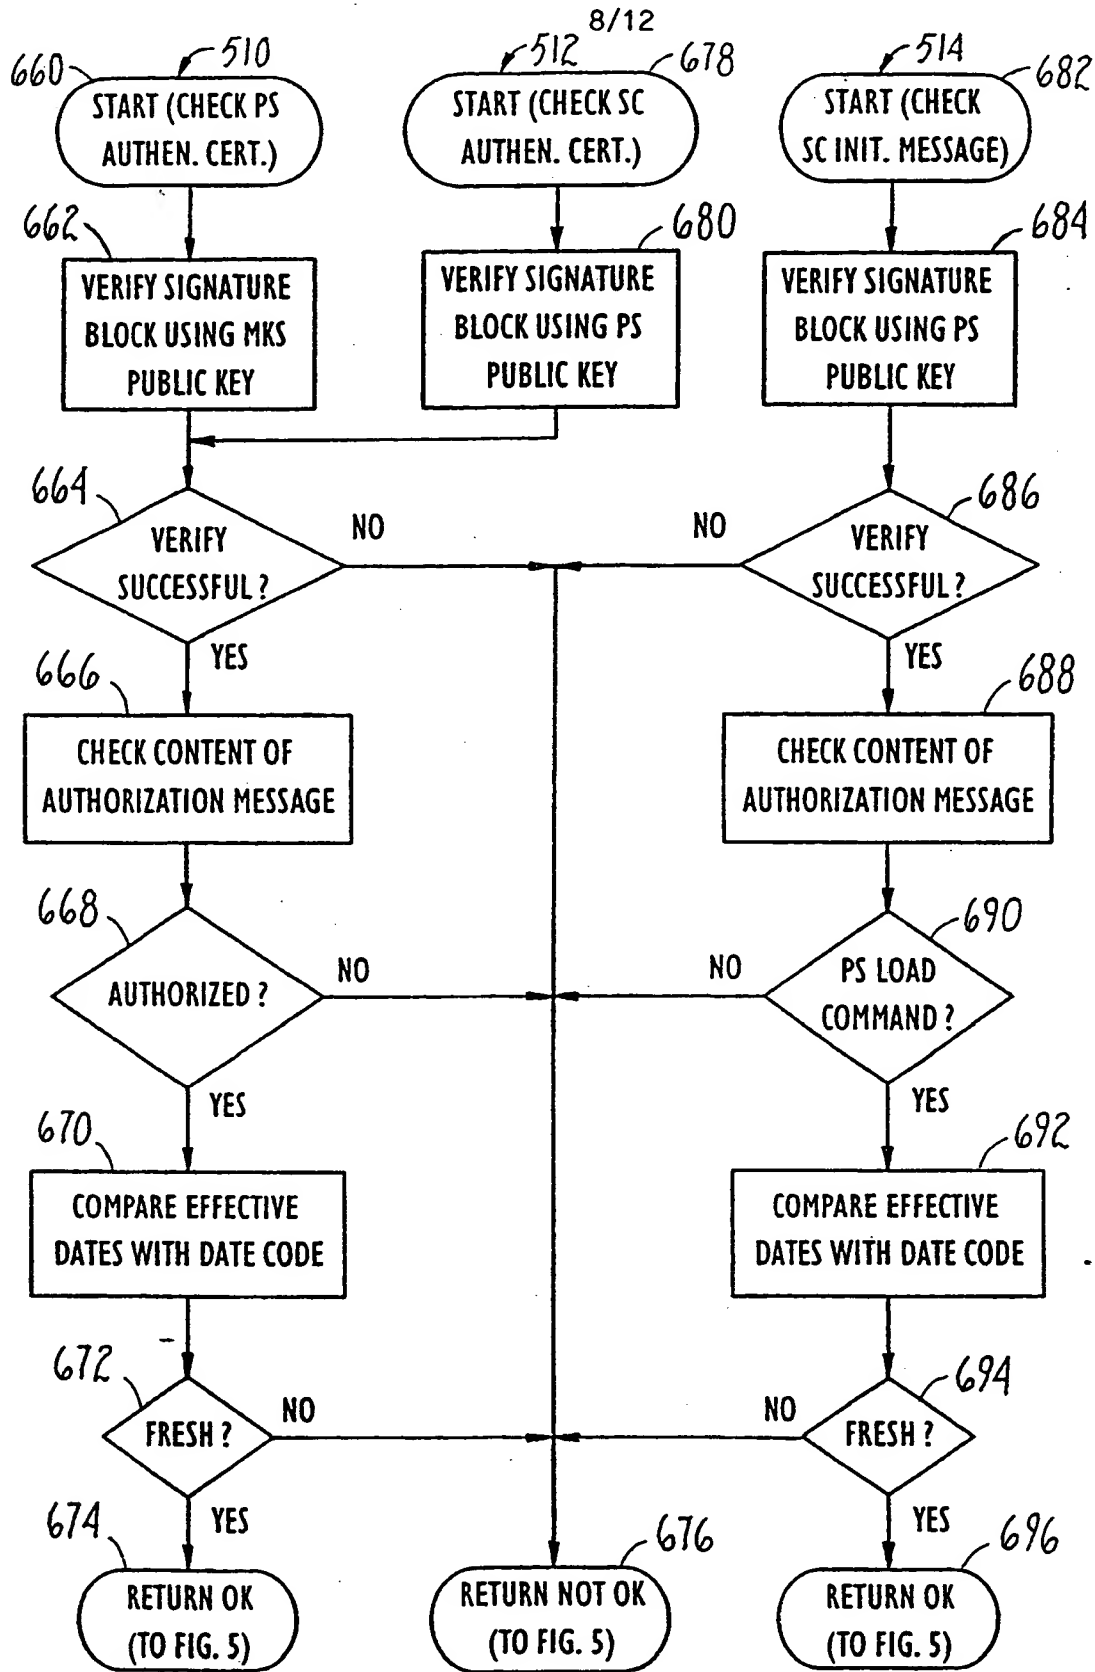 8/12
660
510
START (CHECK PS
AUTHEN. CERT.)
512
678
START (CHECK SC
AUTHEN. CERT.)
514
682
START (CHECK
SC INIT. MESSAGE)
662
VERIFY SIGNATURE
BLOCK USING MKS
PUBLIC KEY
680
VERIFY SIGNATURE
BLOCK USING PS
PUBLIC KEY
684
VERIFY SIGNATURE
BLOCK USING PS
PUBLIC KEY
664
VERIFY
SUCCESSFUL ?
NO
YES
686
NO
VERIFY
SUCCESSFUL ?
YES
666
CHECK CONTENT OF
AUTHORIZATION MESSAGE
688
CHECK CONTENT OF
AUTHORIZATION MESSAGE
668
AUTHORIZED ?
NO
YES
690
NO
PS LOAD
COMMAND ?
YES
670
COMPARE EFFECTIVE
DATES WITH DATE CODE
692
COMPARE EFFECTIVE
DATES WITH DATE CODE
672
FRESH ?
NO
YES
694
NO
FRESH ?
YES
674
RETURN OK
(TO FIG. 5)
676
RETURN NOT OK
(TO FIG. 5)
696
RETURN OK
(TO FIG. 5)